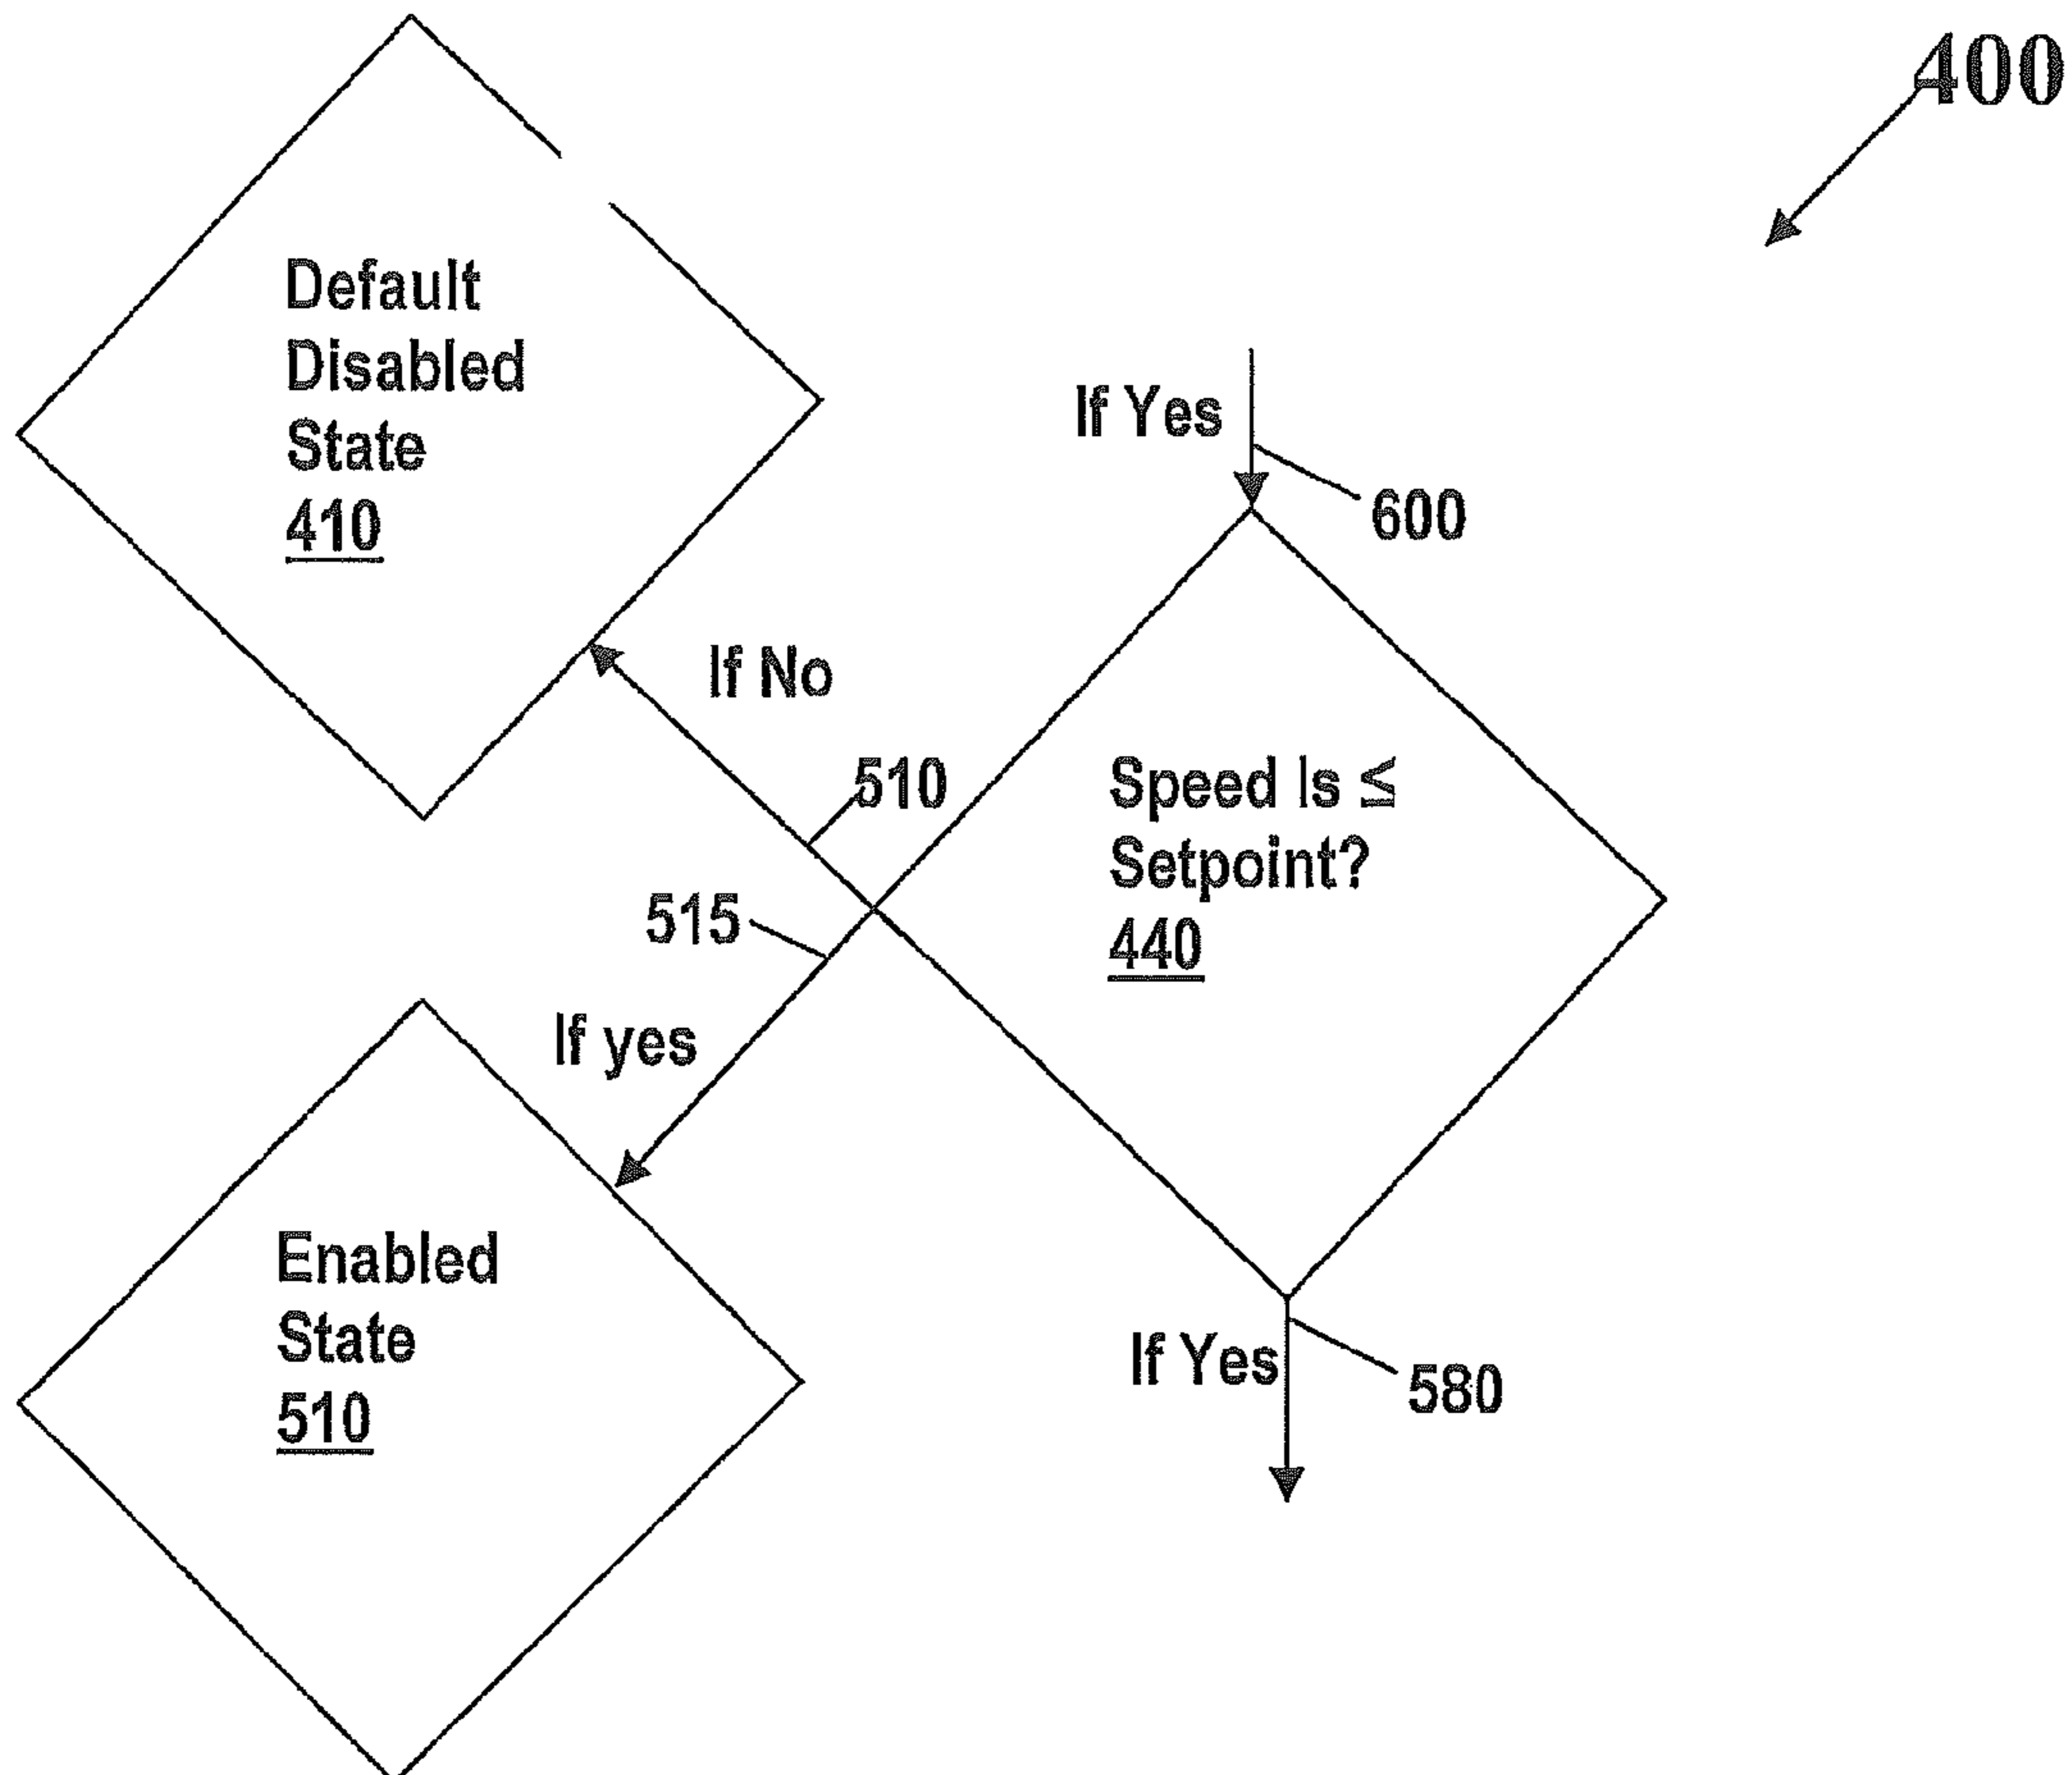 400
Default
Disabled
State
410
If Yes
600
If No
510
Speed Is ≤
Setpoint?
440
515
If yes
Enabled
State
510
If Yes
580